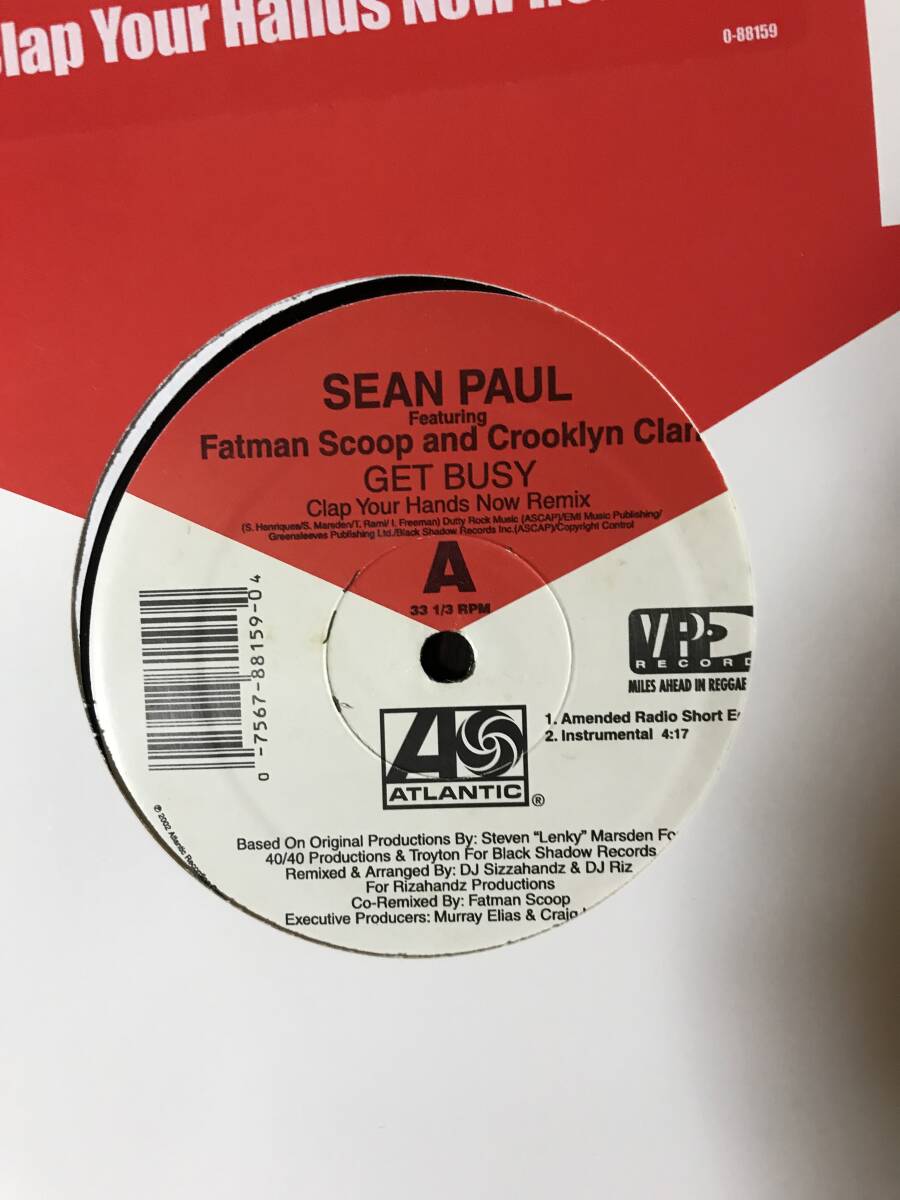 Clap Your Hands Now
0-88159
SEAN PAUL
Featuring
Fatman Scoop and Crooklyn Clan
GET BUSY
Clap Your Hands Now Remix
(S. Henriques/S. Marsden/T. Rami/ I. Freeman) Dutty Rock Music (ASCAP)/EMI Music Publishing/
Greensleeves Publishing Ltd./Black Shadow Records Inc.(ASCAP)/Copyright Control
A
33 1/3 RPM
0 -7567-88159-0 4
VP
RECORD
MILES AHEAD IN REGGAE
1. Amended Radio Short
2. Instrumental 4:17
ATLANTIC ®
℗ 2002 Atlantic
Based On Original Productions By: Steven "Lenky" Marsden
40/40 Productions & Troyton For Black Shadow Records
Remixed & Arranged By: DJ Sizzahandz & DJ Riz
For Rizahandz Productions
Co-Remixed By: Fatman Scoop
Executive Producers: Murray Elias & Craig